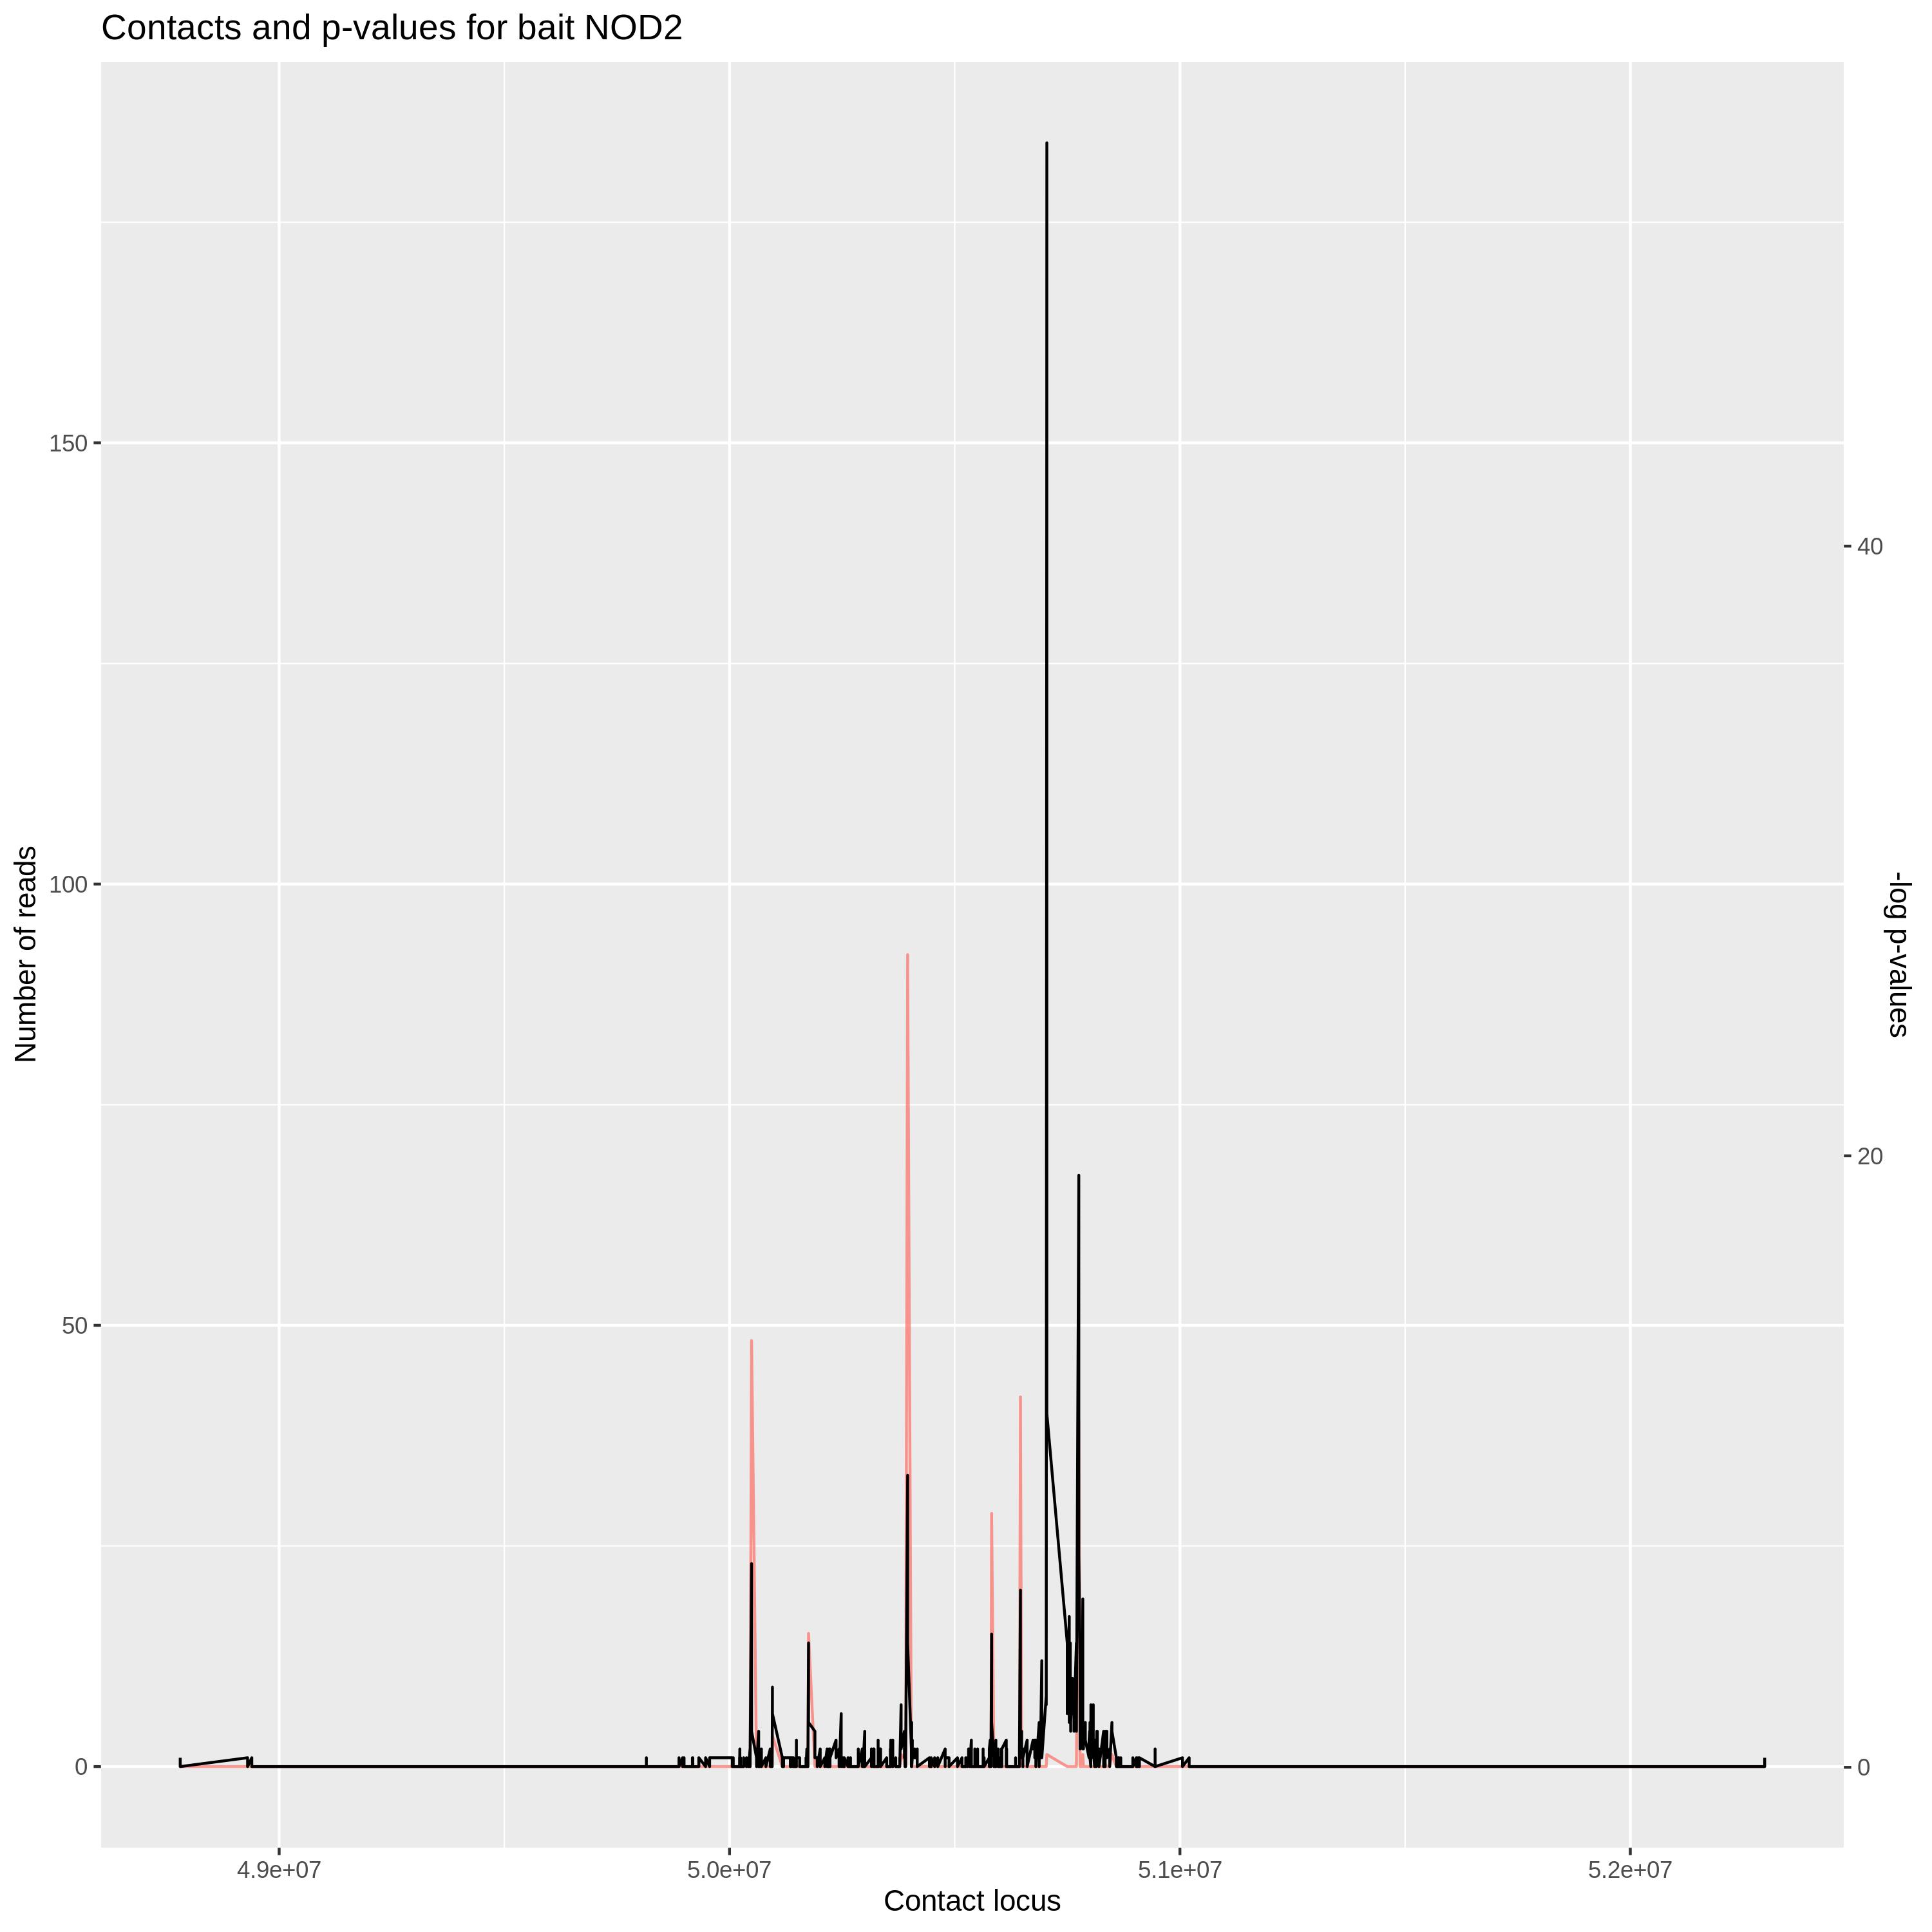 Contacts and p-values for bait NOD2
150
100
50
0
Number of reads
40
20
0
-log p-values
4.9e+07
5.0e+07
5.1e+07
5.2e+07
Contact locus